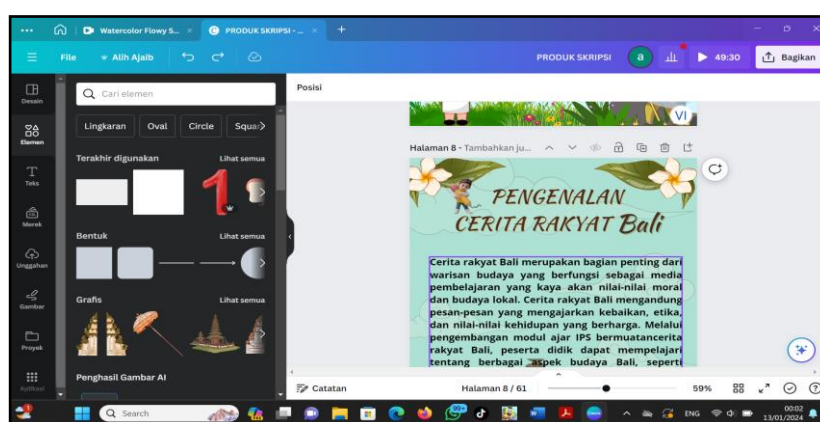 Watercolor Flowy S...
PRODUK SKRIPSI - ...
File
Alih Ajaib
PRODUK SKRIPSI
a
49:30
Bagikan
Desain
Elemen
Teks
Merek
Unggahan
Gambar
Proyek
Aplikasi
Cari elemen
Lingkaran
Oval
Circle
Squar
Terakhir digunakan
Lihat semua
Bentuk
Lihat semua
Grafis
Lihat semua
Penghasil Gambar AI
Posisi
VI
Halaman 8 - Tambahkan ju...
PENGENALAN
CERITA RAKYAT Bali
Cerita rakyat Bali merupakan bagian penting dari
warisan budaya yang berfungsi sebagai media
pembelajaran yang kaya akan nilai-nilai moral
dan budaya lokal. Cerita rakyat Bali mengandung
pesan-pesan yang mengajarkan kebaikan, etika,
dan nilai-nilai kehidupan yang berharga. Melalui
pengembangan modul ajar IPS bermuatancerita
rakyat Bali, peserta didik dapat mempelajari
tentang berbagai aspek budaya Bali, seperti
Catatan
Halaman 8 / 61
59%
Search
99+
ENG
00:02
13/01/2024